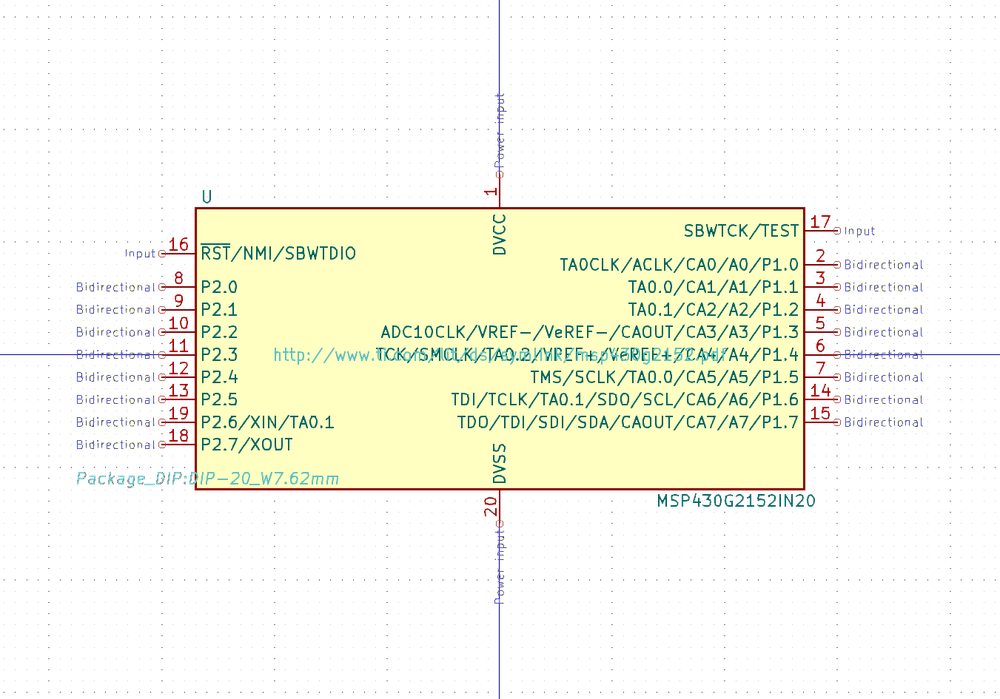 Power input
1
U
DVCC
17 SBWTCK/TEST Input
Input 16 RST/NMI/SBWTDIO
TA0CLK/ACLK/CA0/A0/P1.0 2 Bidirectional
Bidirectional 8 P2.0 TA0.0/CA1/A1/P1.1 3 Bidirectional
Bidirectional 9 P2.1 TA0.1/CA2/A2/P1.2 4 Bidirectional
Bidirectional 10 P2.2 ADC10CLK/VREF-/VeREF-/CAOUT/CA3/A3/P1.3 5 Bidirectional
Bidirectional 11 P2.3 TCK/SMCLK/TA0.2/VREF+/VeREF+/CA4/A4/P1.4 6 Bidirectional
Bidirectional 12 P2.4 TMS/SCLK/TA0.0/CA5/A5/P1.5 7 Bidirectional
Bidirectional 13 P2.5 TDI/TCLK/TA0.1/SDO/SCL/CA6/A6/P1.6 14 Bidirectional
Bidirectional 19 P2.6/XIN/TA0.1 TDO/TDI/SDI/SDA/CAOUT/CA7/A7/P1.7 15 Bidirectional
Bidirectional 18 P2.7/XOUT
DVSS
Package_DIP:DIP-20_W7.62mm
MSP430G2152IN20
20
Power input